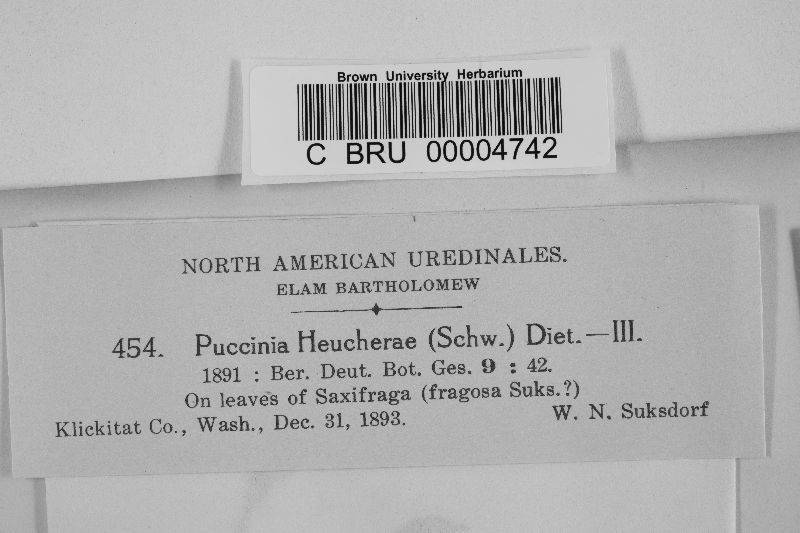 Brown University Herbarium
C BRU 00004742
NORTH AMERICAN UREDINALES.
ELAM BARTHOLOMEW
454. Puccinia Heucherae (Schw.) Diet.—III.
1891 : Ber. Deut. Bot. Ges. 9 : 42.
On leaves of Saxifraga (fragosa Suks.?)
Klickitat Co., Wash., Dec. 31, 1893. W. N. Suksdorf